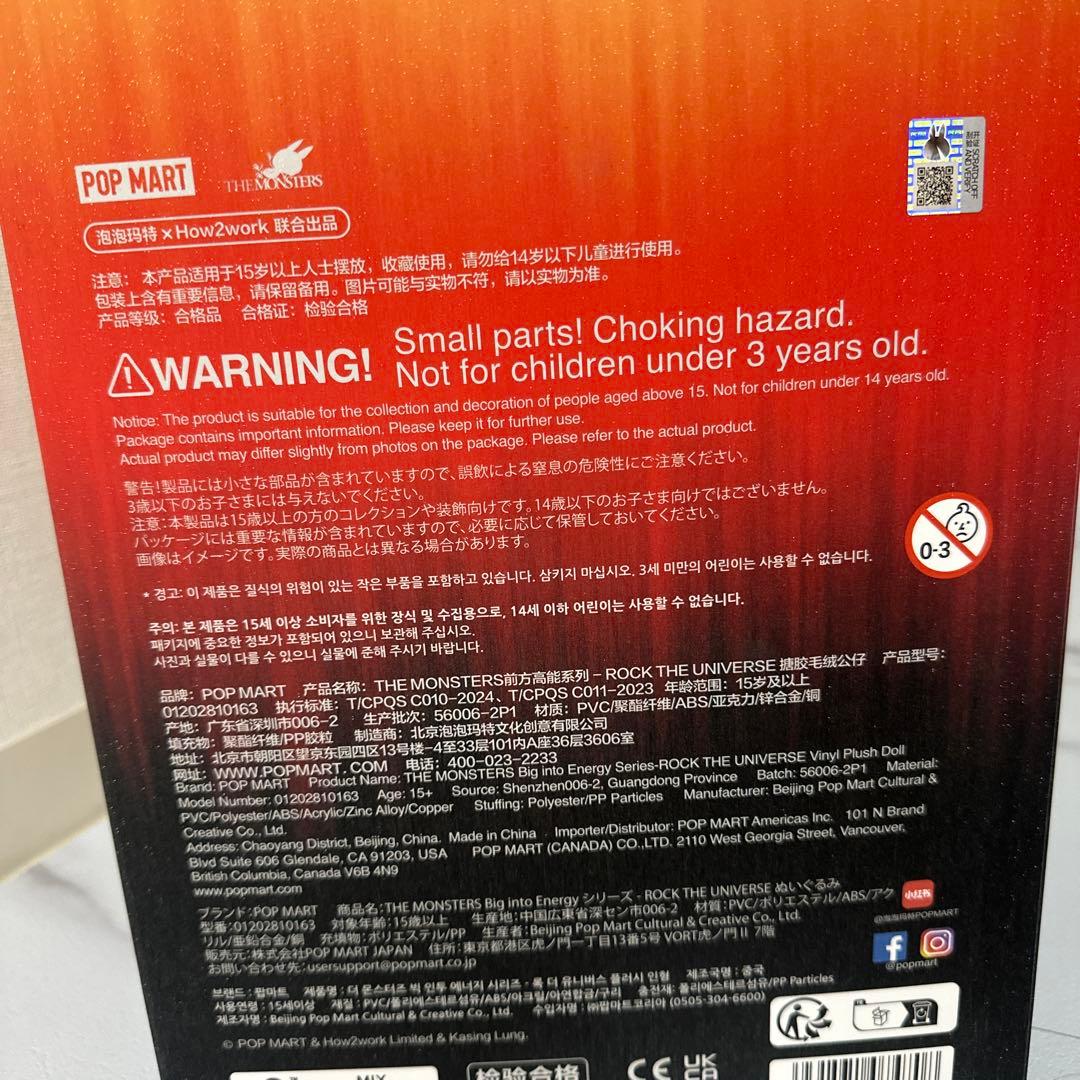 POP MART
THE MONSTERS
开锁 SCRATCH OFF
AND VERIFY
泡泡玛特×How2work 联合出品
注意： 本产品适用于15岁以上人士摆放，收藏使用，请勿给14岁以下儿童进行使用。
包装上含有重要信息，请保留备用。图片可能与实物不符，请以实物为准。
产品等级：合格品 合格证：检验合格
WARNING!
Small parts! Choking hazard.
Not for children under 3 years old.
Notice: The product is suitable for the collection and decoration of people aged above 15. Not for children under 14 years old.
Package contains important information. Please keep it for further use.
Actual product may differ slightly from photos on the package. Please refer to the actual product.
警告!製品には小さな部品が含まれていますので、誤飲による窒息の危険性にご注意ください。
3歳以下のお子さまには与えないでください。
注意:本製品は15歳以上の方のコレクションや装飾向けです。14歳以下のお子さま向けではございません。
パッケージには重要な情報が含まれていますので、必要に応じて保管しておいてください。
画像はイメージです。実際の商品とは異なる場合があります。
0-3
* 경고: 이 제품은 질식의 위험이 있는 작은 부품을 포함하고 있습니다. 삼키지 마십시오. 3세 미만의 어린이는 사용할 수 없습니다.
주의: 본 제품은 15세 이상 소비자를 위한 장식 및 수집용으로, 14세 이하 어린이는 사용할 수 없습니다.
패키지에 중요한 정보가 포함되어 있으니 보관해 주십시오.
사진과 실물이 다를 수 있으니 실물에 준해 주시기 바랍니다.
品牌：POP MART 产品名称：THE MONSTERS前方高能系列 – ROCK THE UNIVERSE 搪胶毛绒公仔 产品型号：
01202810163 执行标准：T/CPQS C010-2024、T/CPQS C011-2023 年龄范围：15岁及以上
产地：广东省深圳市006-2 生产批次：56006-2P1 材质：PVC/聚酯纤维/ABS/亚克力/锌合金/铜
填充物：聚酯纤维/PP胶粒 制造商：北京泡泡玛特文化创意有限公司
地址：北京市朝阳区望京东园四区13号楼-4至33层101内A座36层3606室
网址：WWW.POPMART.COM 电话：400-023-2233
Brand: POP MART Product Name: THE MONSTERS Big into Energy Series-ROCK THE UNIVERSE Vinyl Plush Doll
Model Number: 01202810163 Age: 15+ Source: Shenzhen006-2, Guangdong Province Batch: 56006-2P1 Material:
PVC/Polyester/ABS/Acrylic/Zinc Alloy/Copper Stuffing: Polyester/PP Particles Manufacturer: Beijing Pop Mart Cultural &
Creative Co., Ltd.
Address: Chaoyang District, Beijing, China. Made in China Importer/Distributor: POP MART Americas Inc. 101 N Brand
Blvd Suite 606 Glendale, CA 91203, USA POP MART (CANADA) CO.,LTD. 2110 West Georgia Street, Vancouver,
British Columbia, Canada V6B 4N9
www.popmart.com
ブランド:POP MART 商品名:THE MONSTERS Big into Energy シリーズ - ROCK THE UNIVERSE ぬいぐるみ
型番:01202810163 対象年齢:15歳以上 生産地:中国広東省深セン市006-2 材質:PVC/ポリエステル/ABS/アク
リル/亜鉛合金/銅 充填物:ポリエステル/PP 生産者:Beijing Pop Mart Cultural & Creative Co., Ltd.
販売元:株式会社POP MART JAPAN 住所:東京都港区虎ノ門一丁目13番5号 VORT虎ノ門Ⅱ 7階
お問い合わせ先:usersupport@popmart.co.jp
小红书
@泡泡玛特POPMART
@popmart
브랜드 : 팝마트 제품명 : 더 몬스터즈 빅 인투 에너지 시리즈 - 록 더 유니버스 플러시 인형 제조국명 : 중국
사용연령 : 15세이상 재질 : PVC/폴리에스테르섬유/ABS/아크릴/아연합금/구리 충전재: 폴리에스테르섬유/PP Particles
제조자명 : Beijing Pop Mart Cultural & Creative Co., Ltd. 수입자명 : ㈜팝마트코리아 (0505-304-6600)
© POP MART & How2work Limited & Kasing Lung.
MIX
检验合格
CE
UK
CA